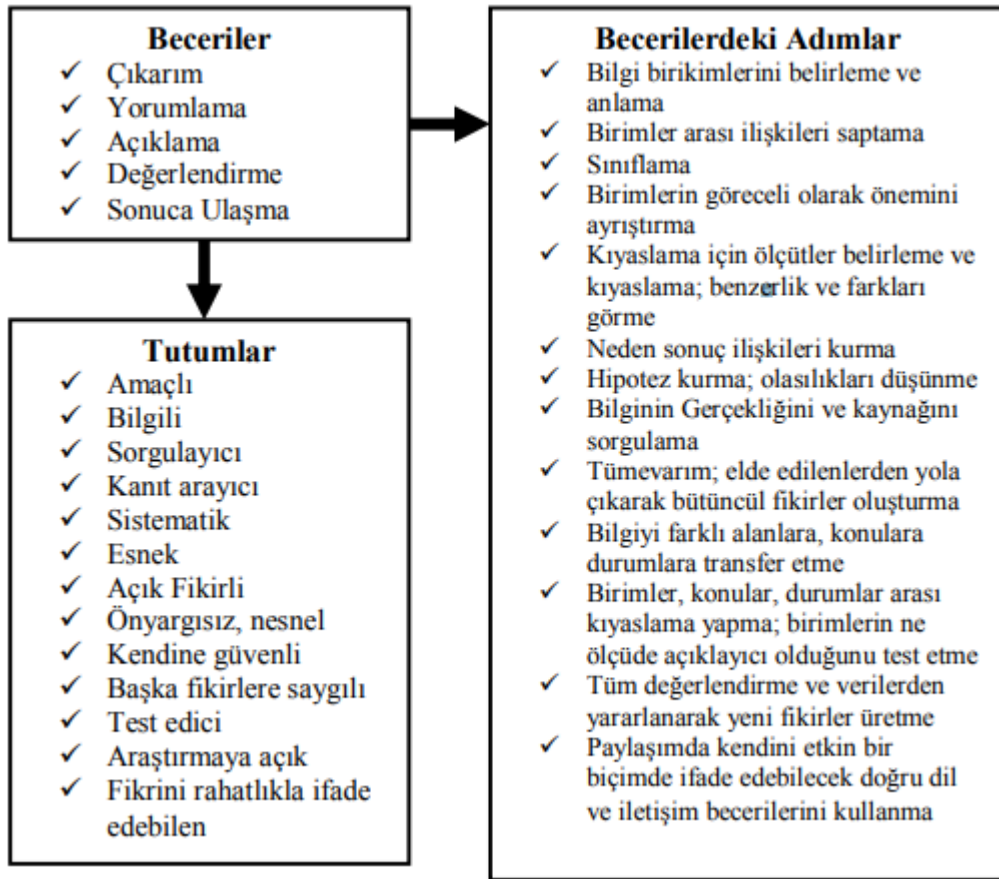 Beceriler
✓ Çıkarım
✓ Yorumlama
✓ Açıklama
✓ Değerlendirme
✓ Sonuca Ulaşma
Tutumlar
✓ Amaçlı
✓ Bilgili
✓ Sorgulayıcı
✓ Kanıt arayıcı
✓ Sistematik
✓ Esnek
✓ Açık Fikirli
✓ Önyargısız, nesnel
✓ Kendine güvenli
✓ Başka fikirlere saygılı
✓ Test edici
✓ Araştırmaya açık
✓ Fikrini rahatlıkla ifade
edebilen
Becerilerdeki Adımlar
✓ Bilgi birikimlerini belirleme ve
anlama
✓ Birimler arası ilişkileri saptama
✓ Sınıflama
✓ Birimlerin göreceli olarak önemini
ayrıştırma
✓ Kıyaslama için ölçütler belirleme ve
kıyaslama; benzerlik ve farkları
görme
✓ Neden sonuç ilişkileri kurma
✓ Hipotez kurma; olasılıkları düşünme
✓ Bilginin Gerçekliğini ve kaynağını
sorgulama
✓ Tümevarım; elde edilenlerden yola
çıkarak bütüncül fikirler oluşturma
✓ Bilgiyi farklı alanlara, konulara
durumlara transfer etme
✓ Birimler, konular, durumlar arası
kıyaslama yapma; birimlerin ne
ölçüde açıklayıcı olduğunu test etme
✓ Tüm değerlendirme ve verilerden
yararlanarak yeni fikirler üretme
✓ Paylaşımda kendini etkin bir
biçimde ifade edebilecek doğru dil
ve iletişim becerilerini kullanma